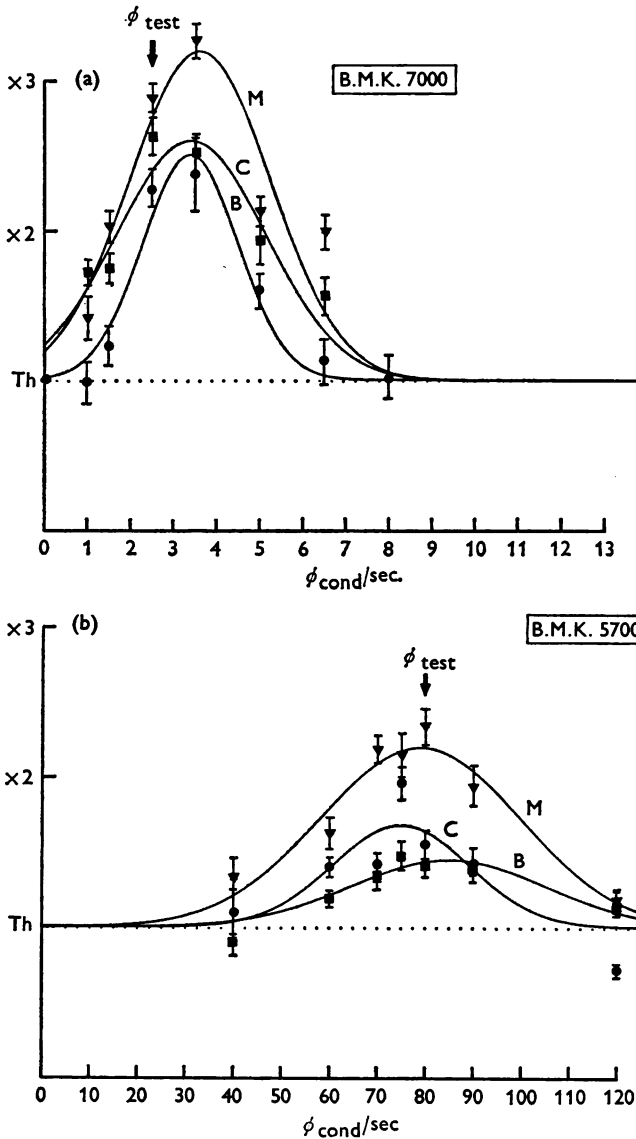 ϕ test
×3
(a)
B.M.K. 7000
M
C
×2
B
Th
0 1 2 3 4 5 6 7 8 9 10 11 12 13
ϕcond/sec.
×3
(b)
B.M.K. 5700
ϕ test
×2
M
C
B
Th
0 10 20 30 40 50 60 70 80 90 100 110 120
ϕcond/sec